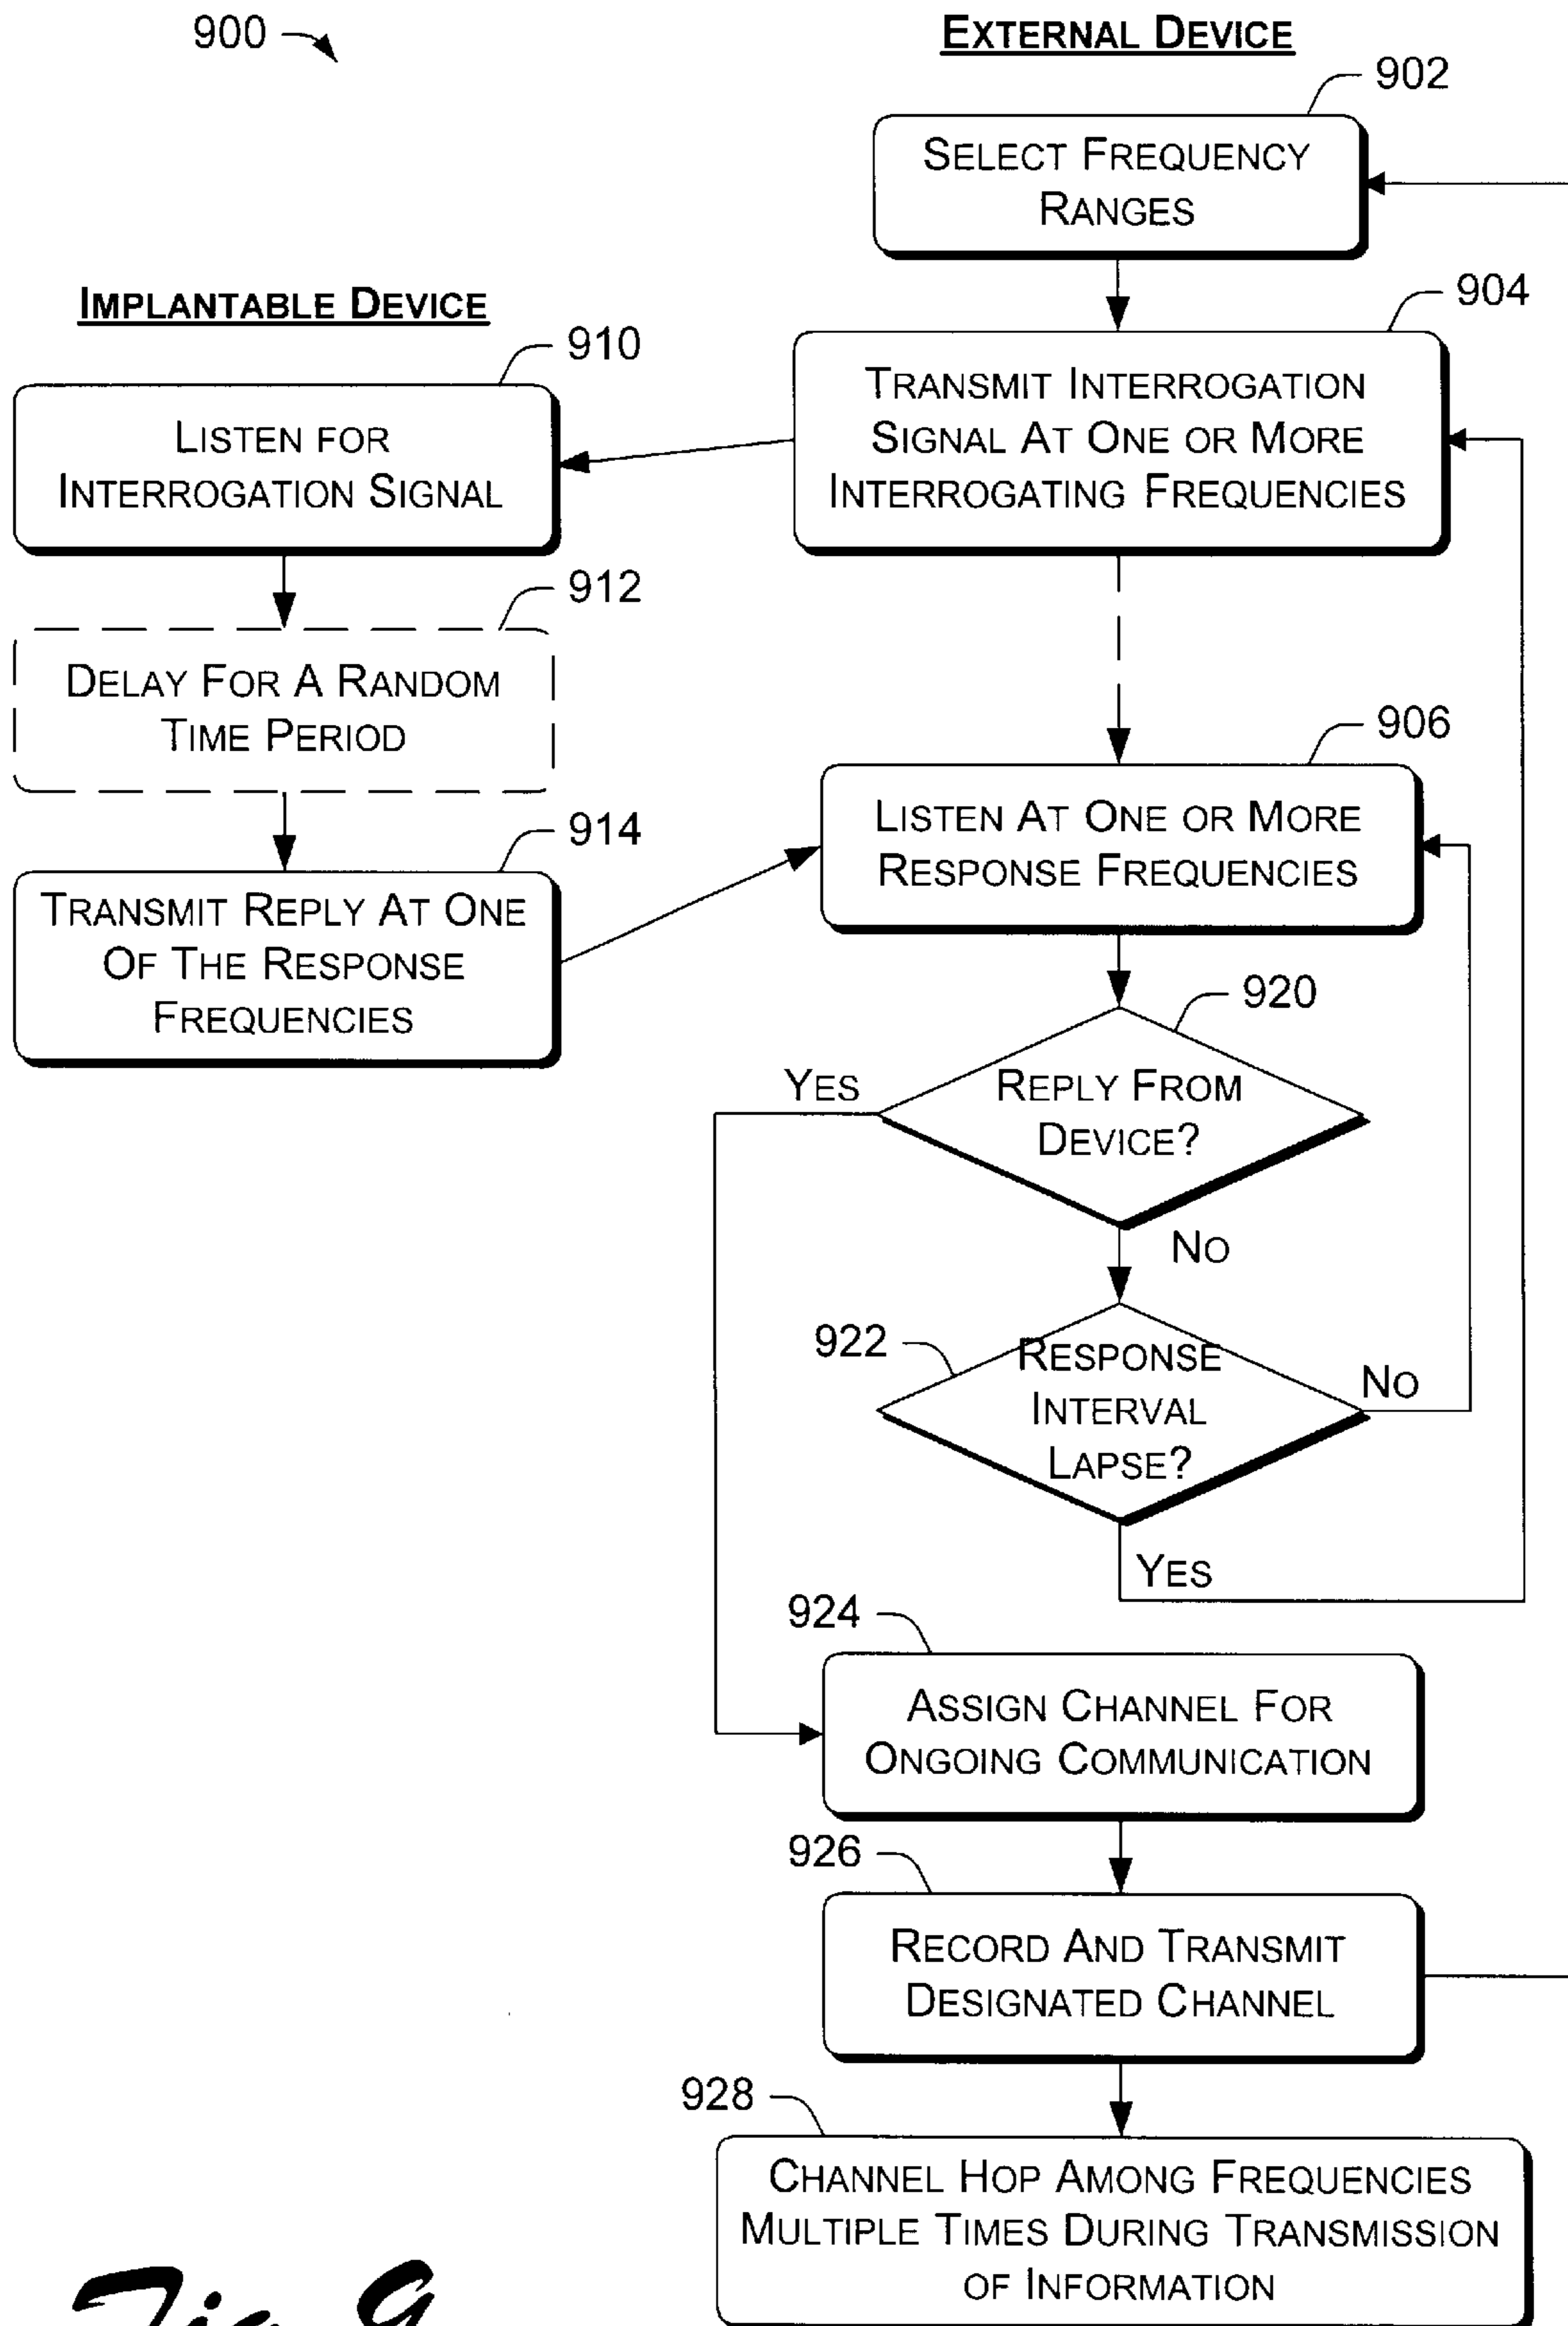 900
EXTERNAL DEVICE
902
SELECT FREQUENCY
RANGES
904
TRANSMIT INTERROGATION
SIGNAL AT ONE OR MORE
INTERROGATING FREQUENCIES
IMPLANTABLE DEVICE
910
LISTEN FOR
INTERROGATION SIGNAL
912
DELAY FOR A RANDOM
TIME PERIOD
914
TRANSMIT REPLY AT ONE
OF THE RESPONSE
FREQUENCIES
906
LISTEN AT ONE OR MORE
RESPONSE FREQUENCIES
920
REPLY FROM
DEVICE?
YES
NO
922
RESPONSE
INTERVAL
LAPSE?
NO
YES
924
ASSIGN CHANNEL FOR
ONGOING COMMUNICATION
926
RECORD AND TRANSMIT
DESIGNATED CHANNEL
928
CHANNEL HOP AMONG FREQUENCIES
MULTIPLE TIMES DURING TRANSMISSION
OF INFORMATION
Fig. 9